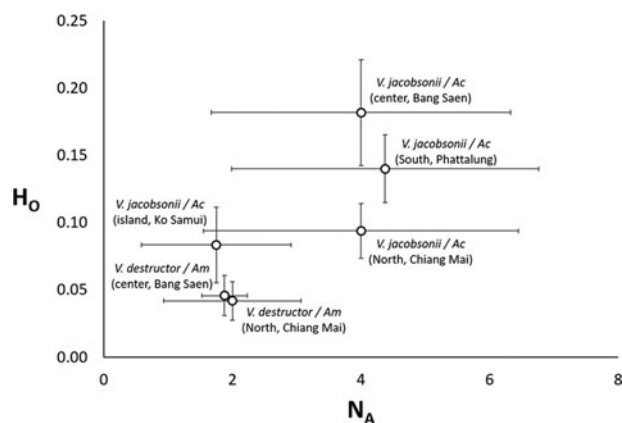 0.25
0.20
0.15
0.10
0.05
0.00
H_O
V. jacobsonii / Ac
(center, Bang Saen)
V. jacobsonii / Ac
(South, Phattalung)
V. jacobsonii / Ac
(island, Ko Samui)
V. jacobsonii / Ac
(North, Chiang Mai)
V. destructor / Am
(center, Bang Saen)
V. destructor / Am
(North, Chiang Mai)
0 2 4 6 8
N_A